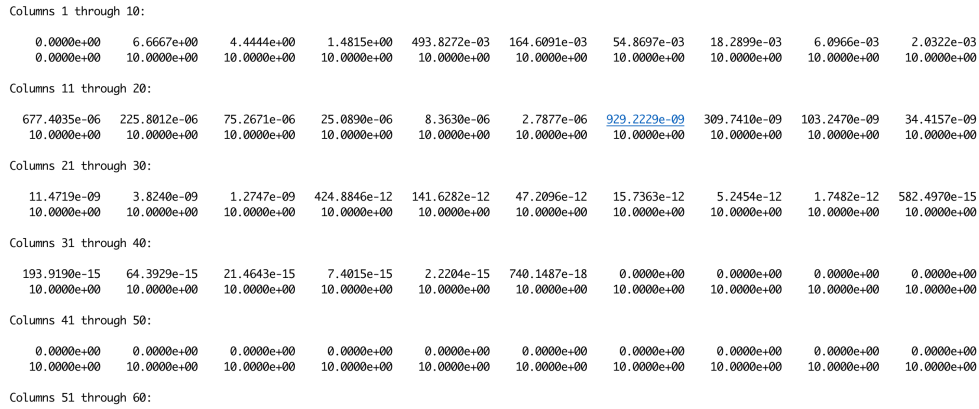 Columns 1 through 10:
0.0000e+00 6.6667e+00 4.4444e+00 1.4815e+00 493.8272e-03 164.6091e-03 54.8697e-03 18.2899e-03 6.0966e-03 2.0322e-03
0.0000e+00 10.0000e+00 10.0000e+00 10.0000e+00 10.0000e+00 10.0000e+00 10.0000e+00 10.0000e+00 10.0000e+00 10.0000e+00
Columns 11 through 20:
677.4035e-06 225.8012e-06 75.2671e-06 25.0890e-06 8.3630e-06 2.7877e-06 929.2229e-09 309.7410e-09 103.2470e-09 34.4157e-09
10.0000e+00 10.0000e+00 10.0000e+00 10.0000e+00 10.0000e+00 10.0000e+00 10.0000e+00 10.0000e+00 10.0000e+00 10.0000e+00
Columns 21 through 30:
11.4719e-09 3.8240e-09 1.2747e-09 424.8846e-12 141.6282e-12 47.2096e-12 15.7363e-12 5.2454e-12 1.7482e-12 582.4970e-15
10.0000e+00 10.0000e+00 10.0000e+00 10.0000e+00 10.0000e+00 10.0000e+00 10.0000e+00 10.0000e+00 10.0000e+00 10.0000e+00
Columns 31 through 40:
193.9190e-15 64.3929e-15 21.4643e-15 7.4015e-15 2.2204e-15 740.1487e-18 0.0000e+00 0.0000e+00 0.0000e+00 0.0000e+00
10.0000e+00 10.0000e+00 10.0000e+00 10.0000e+00 10.0000e+00 10.0000e+00 10.0000e+00 10.0000e+00 10.0000e+00 10.0000e+00
Columns 41 through 50:
0.0000e+00 0.0000e+00 0.0000e+00 0.0000e+00 0.0000e+00 0.0000e+00 0.0000e+00 0.0000e+00 0.0000e+00 0.0000e+00
10.0000e+00 10.0000e+00 10.0000e+00 10.0000e+00 10.0000e+00 10.0000e+00 10.0000e+00 10.0000e+00 10.0000e+00 10.0000e+00
Columns 51 through 60: